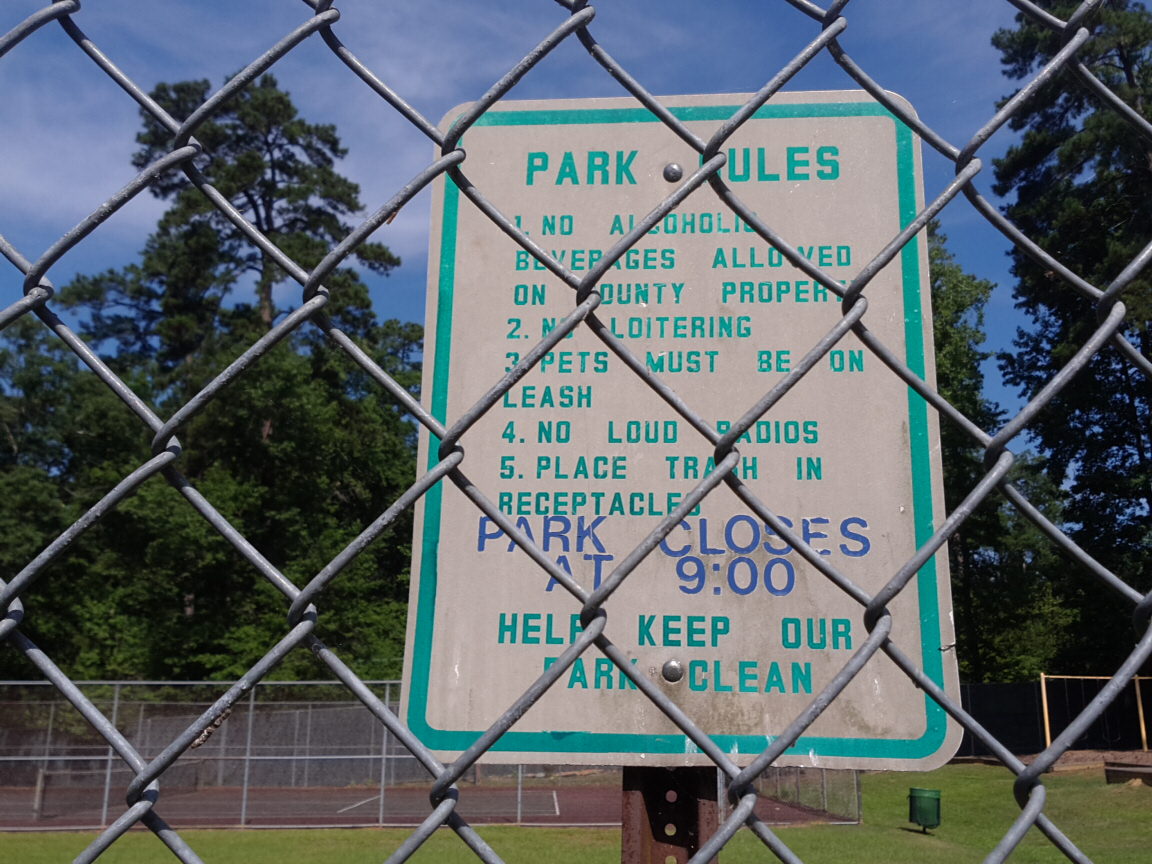 PARK RULES
1. NO ALCOHOLIC
BEVERAGES ALLOWED
ON COUNTY PROPERTY
2. NO LOITERING
3. PETS MUST BE ON
LEASH
4. NO LOUD RADIOS
5. PLACE TRASH IN
RECEPTACLES
PARK CLOSES
AT 9:00
HELP KEEP OUR
PARK CLEAN